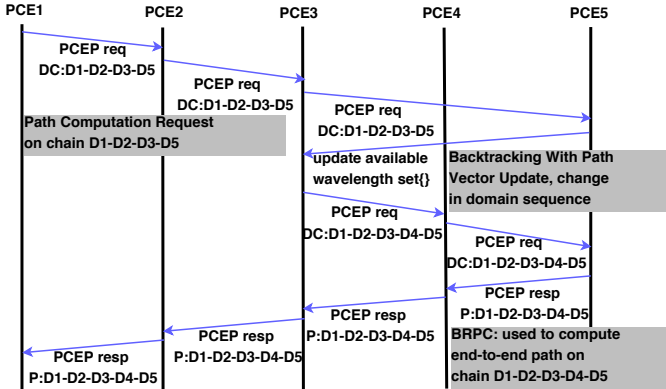 PCE1 PCE2 PCE3 PCE4 PCE5
PCEP req
DC:D1-D2-D3-D5
PCEP req
DC:D1-D2-D3-D5
PCEP req
DC:D1-D2-D3-D5
Path Computation Request
on chain D1-D2-D3-D5
update available
wavelength set{}
Backtracking With Path
Vector Update, change
in domain sequence
PCEP req
DC:D1-D2-D3-D4-D5
PCEP req
DC:D1-D2-D3-D4-D5
PCEP resp
P:D1-D2-D3-D4-D5
PCEP resp
P:D1-D2-D3-D4-D5
PCEP resp
P:D1-D2-D3-D4-D5
PCEP resp
P:D1-D2-D3-D4-D5
BRPC: used to compute
end-to-end path on
chain D1-D2-D3-D4-D5